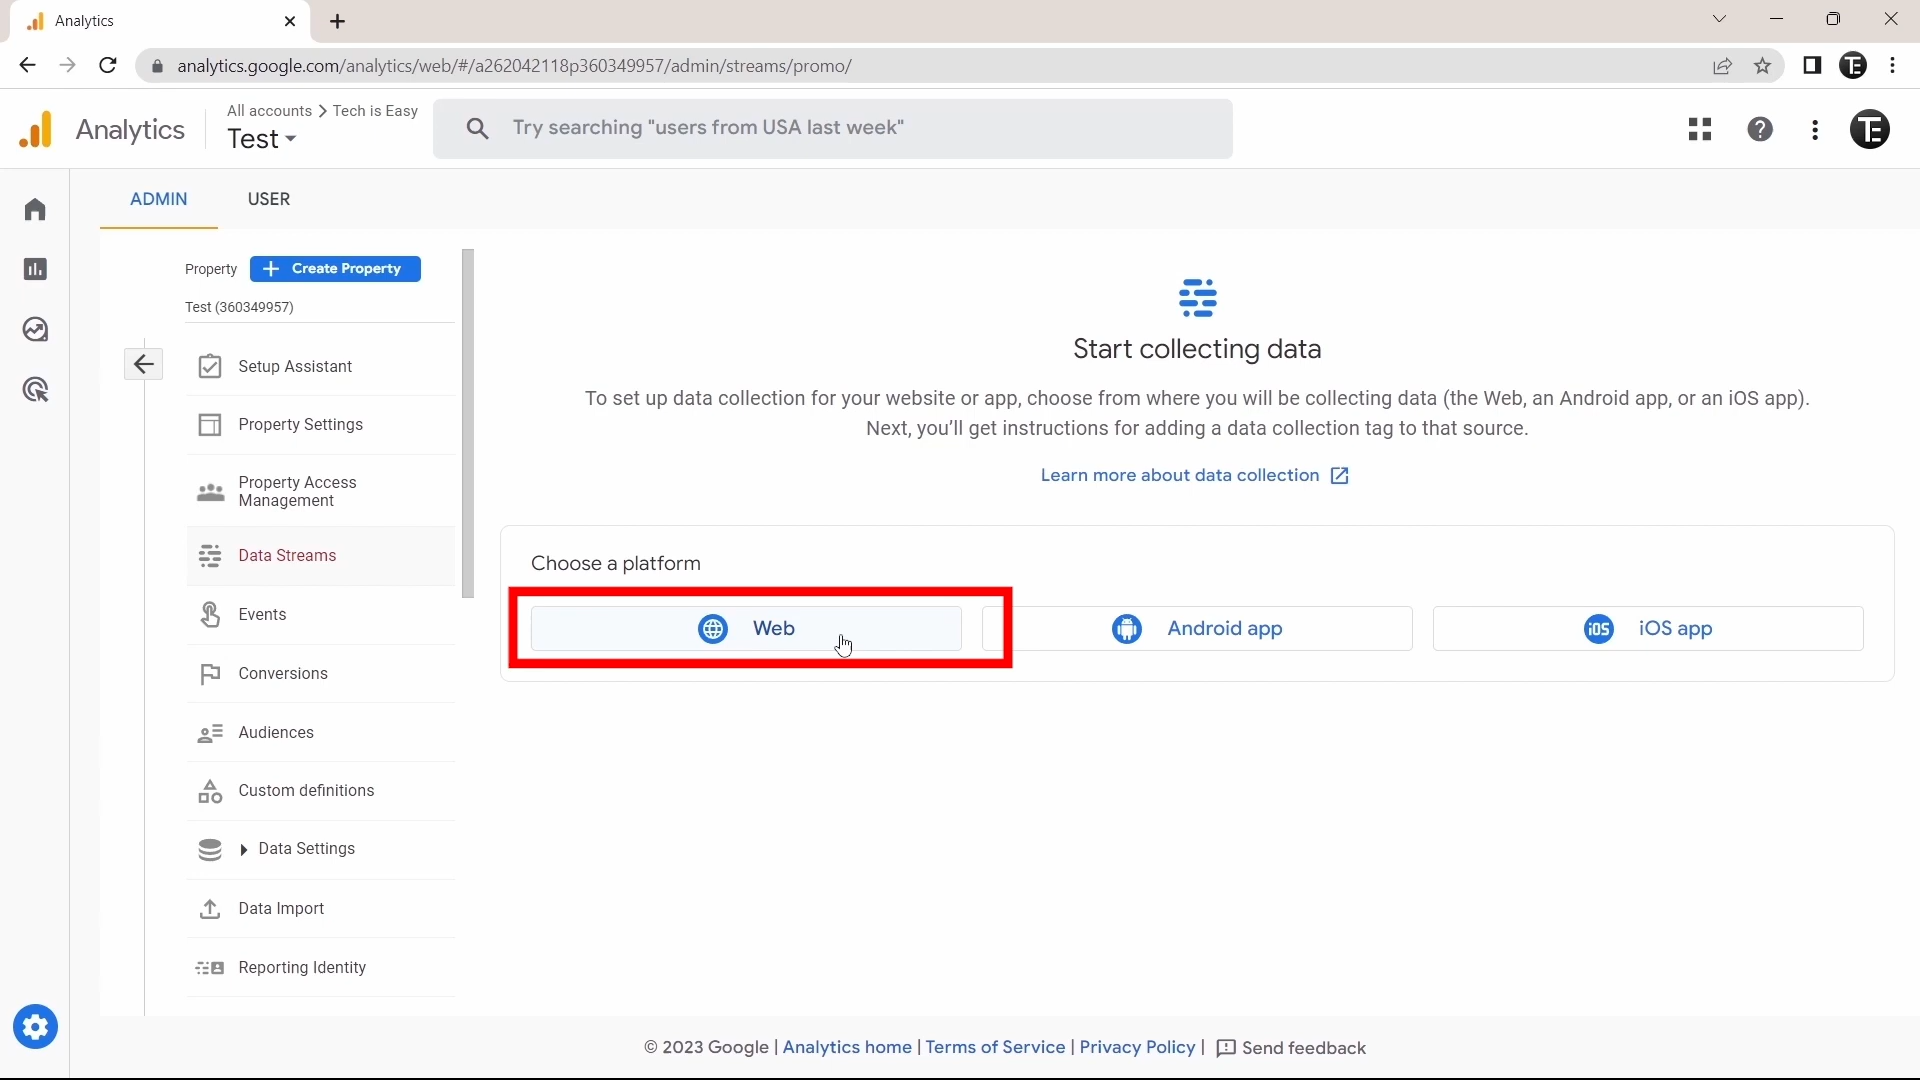 Analytics
analytics.google.com/analytics/web/#/a262042118p360349957/admin/streams/promo/
TE
Analytics
All accounts > Tech is Easy
Test
Try searching "users from USA last week"
TE
ADMIN
USER
Property
+ Create Property
Test (360349957)
Setup Assistant
Property Settings
Property Access
Management
Data Streams
Events
Conversions
Audiences
Custom definitions
Data Settings
Data Import
Reporting Identity
Start collecting data
To set up data collection for your website or app, choose from where you will be collecting data (the Web, an Android app, or an iOS app).
Next, you'll get instructions for adding a data collection tag to that source.
Learn more about data collection
Choose a platform
Web
Android app
iOS
iOS app
© 2023 Google | Analytics home | Terms of Service | Privacy Policy | Send feedback